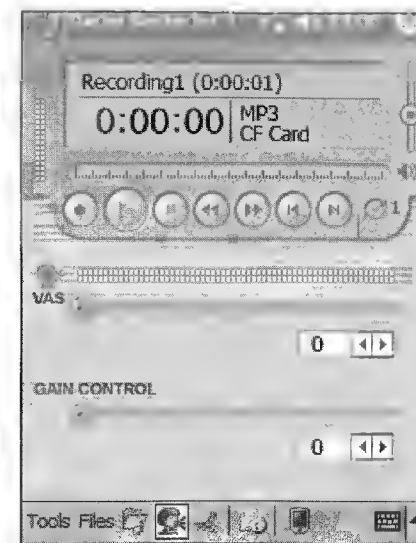 Recording1 (0:00:01)
0:00:00
MP3
CF Card
1
VAS
0
GAIN CONTROL
0
Tools Files